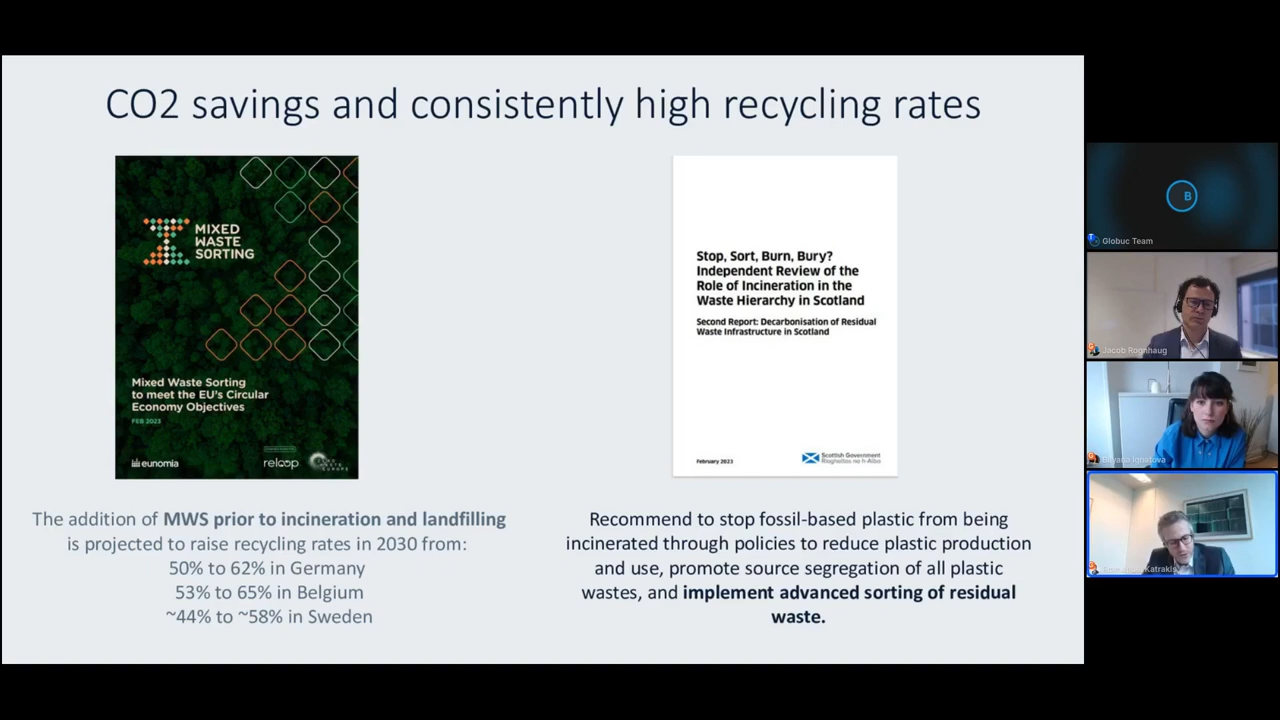 CO2 savings and consistently high recycling rates
MIXED
WASTE
SORTING
Mixed Waste Sorting
to meet the EU's Circular
Economy Objectives
FEB 2023
eunomia
reloop
Stop, Sort, Burn, Bury?
Independent Review of the
Role of Incineration in the
Waste Hierarchy in Scotland
Second Report: Decarbonisation of Residual
Waste Infrastructure in Scotland
February 2023
Scottish Government
Riaghaltas na h-Alba
The addition of MWS prior to incineration and landfilling
is projected to raise recycling rates in 2030 from:
50% to 62% in Germany
53% to 65% in Belgium
~44% to ~58% in Sweden
Recommend to stop fossil-based plastic from being
incinerated through policies to reduce plastic production
and use, promote source segregation of all plastic
wastes, and implement advanced sorting of residual
waste.
B
Globuc Team
Jacob Rognhaug
Ignatova
Katrakis